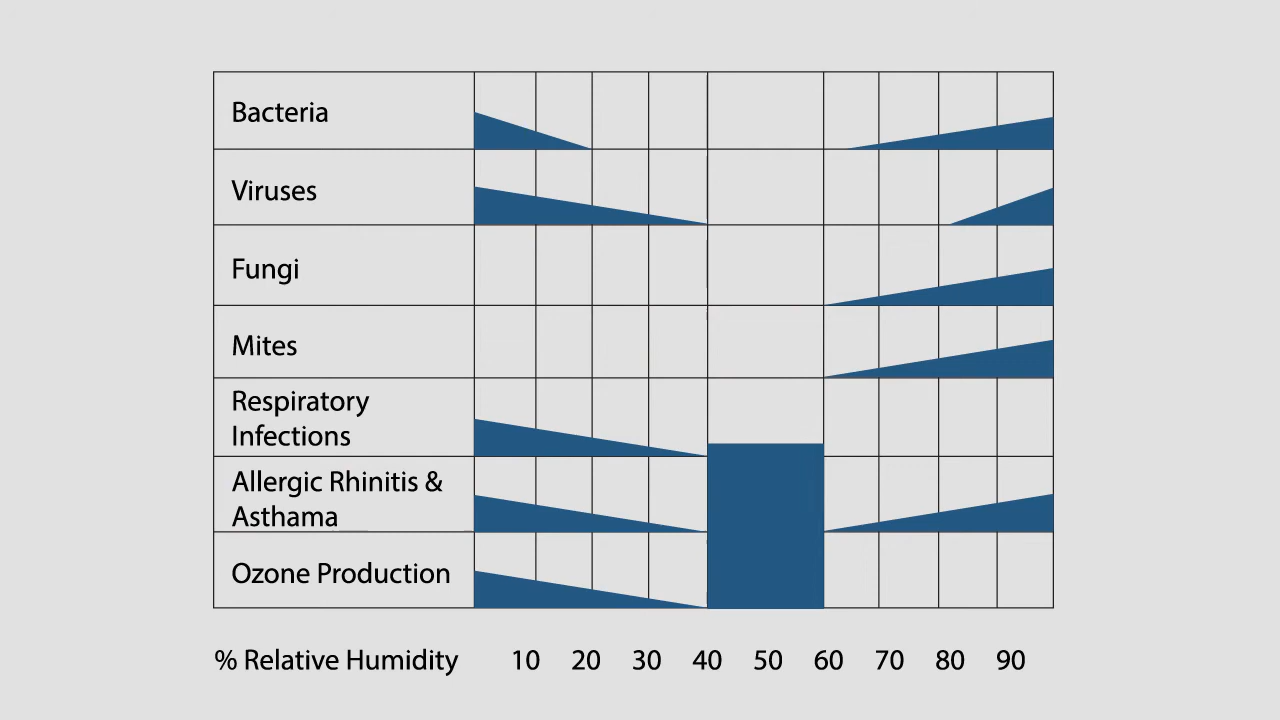 Bacteria
Viruses
Fungi
Mites
Respiratory
Infections
Allergic Rhinitis &
Asthama
Ozone Production
% Relative Humidity 10 20 30 40 50 60 70 80 90